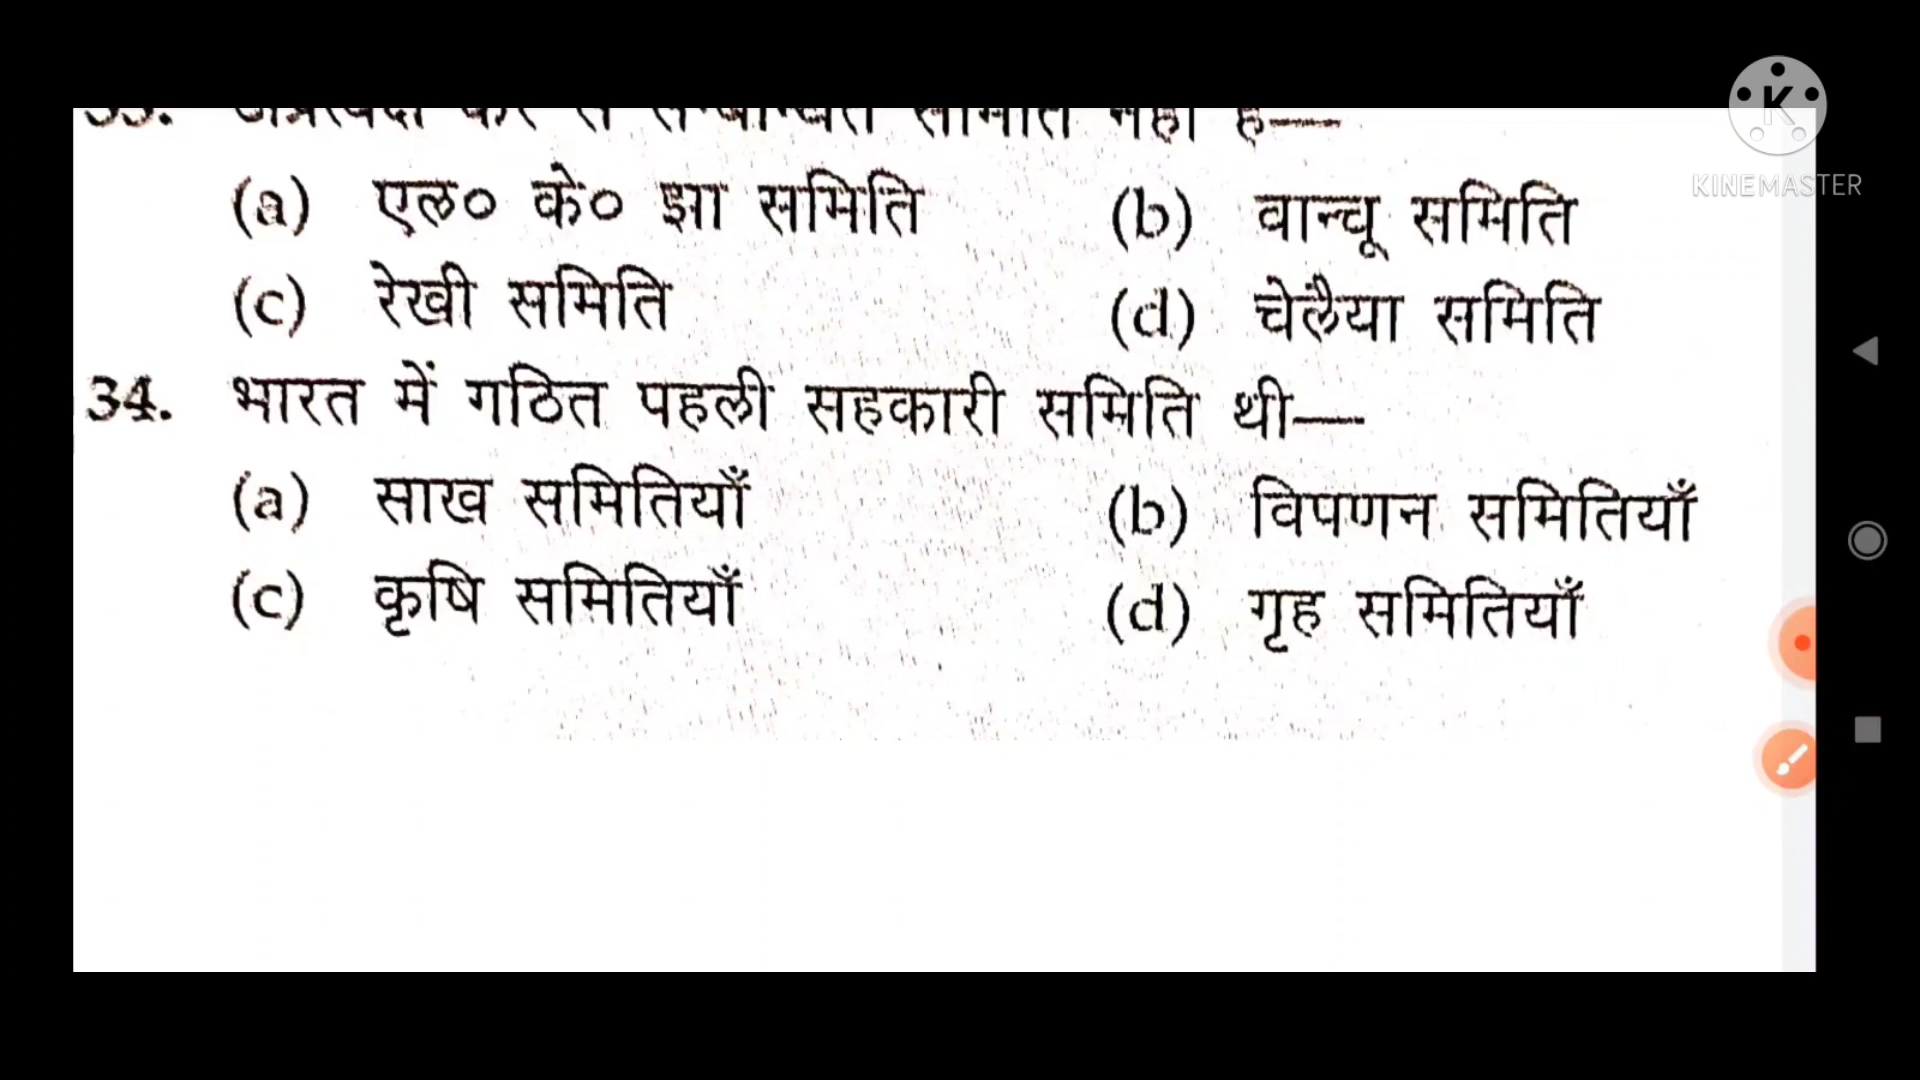 KINEMASTER
(a) एल० के० झा समिति (b) वान्चू समिति
(c) रेखी समिति (d) चेलैया समिति
34. भारत में गठित पहली सहकारी समिति थी—
(a) साख समितियाँ (b) विपणन समितियाँ
(c) कृषि समितियाँ (d) गृह समितियाँ